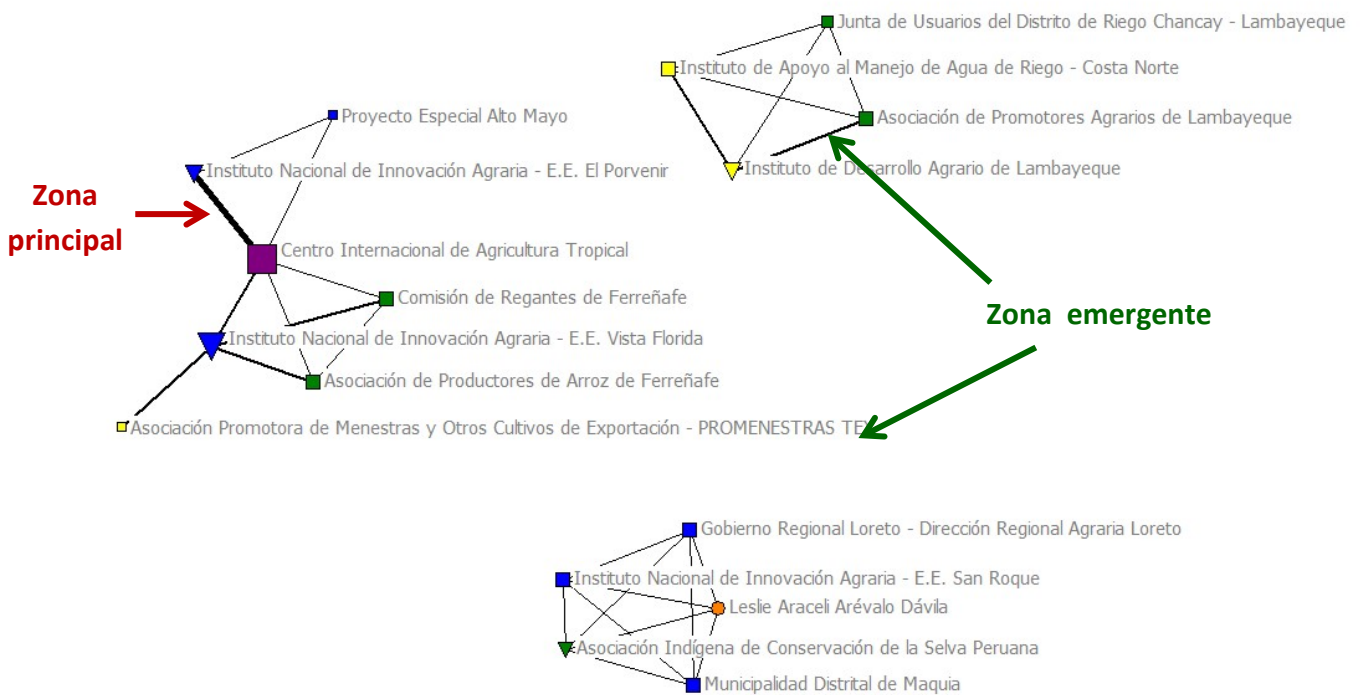 Junta de Usuarios del Distrito de Riego Chancay - Lambayeque
Instituto de Apoyo al Manejo de Agua de Riego - Costa Norte
Proyecto Especial Alto Mayo
Asociación de Promotores Agrarios de Lambayeque
Instituto Nacional de Innovación Agraria - E.E. El Porvenir
Instituto de Desarrollo Agrario de Lambayeque
Zona
principal
Centro Internacional de Agricultura Tropical
Comisión de Regantes de Ferreñafe
Zona emergente
Instituto Nacional de Innovación Agraria - E.E. Vista Florida
Asociación de Productores de Arroz de Ferreñafe
Asociación Promotora de Menestras y Otros Cultivos de Exportación - PROMENESTRAS
Gobierno Regional Loreto - Dirección Regional Agraria Loreto
Instituto Nacional de Innovación Agraria - E.E. San Roque
Leslie Araceli Arévalo Dávila
Asociación Indígena de Conservación de la Selva Peruana
Municipalidad Distrital de Maquia